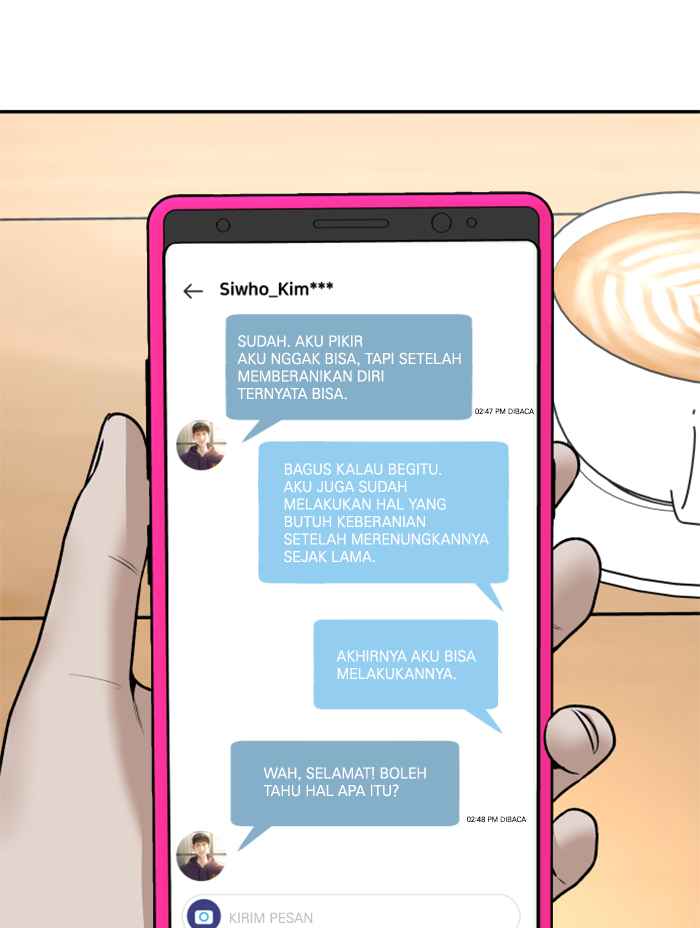 Siwho_Kim***
SUDAH. AKU PIKIR
AKU NGGAK BISA, TAPI SETELAH
MEMBERANIKAN DIRI
TERNYATA BISA.
02:47 PM DIBACA
BAGUS KALAU BEGITU.
AKU JUGA SUDAH
MELAKUKAN HAL YANG
BUTUH KEBERANIAN
SETELAH MERENUNGKANNYA
SEJAK LAMA.
AKHIRNYA AKU BISA
MELAKUKANNYA.
WAH, SELAMAT! BOLEH
TAHU HAL APA ITU?
02:48 PM DIBACA
KIRIM PESAN